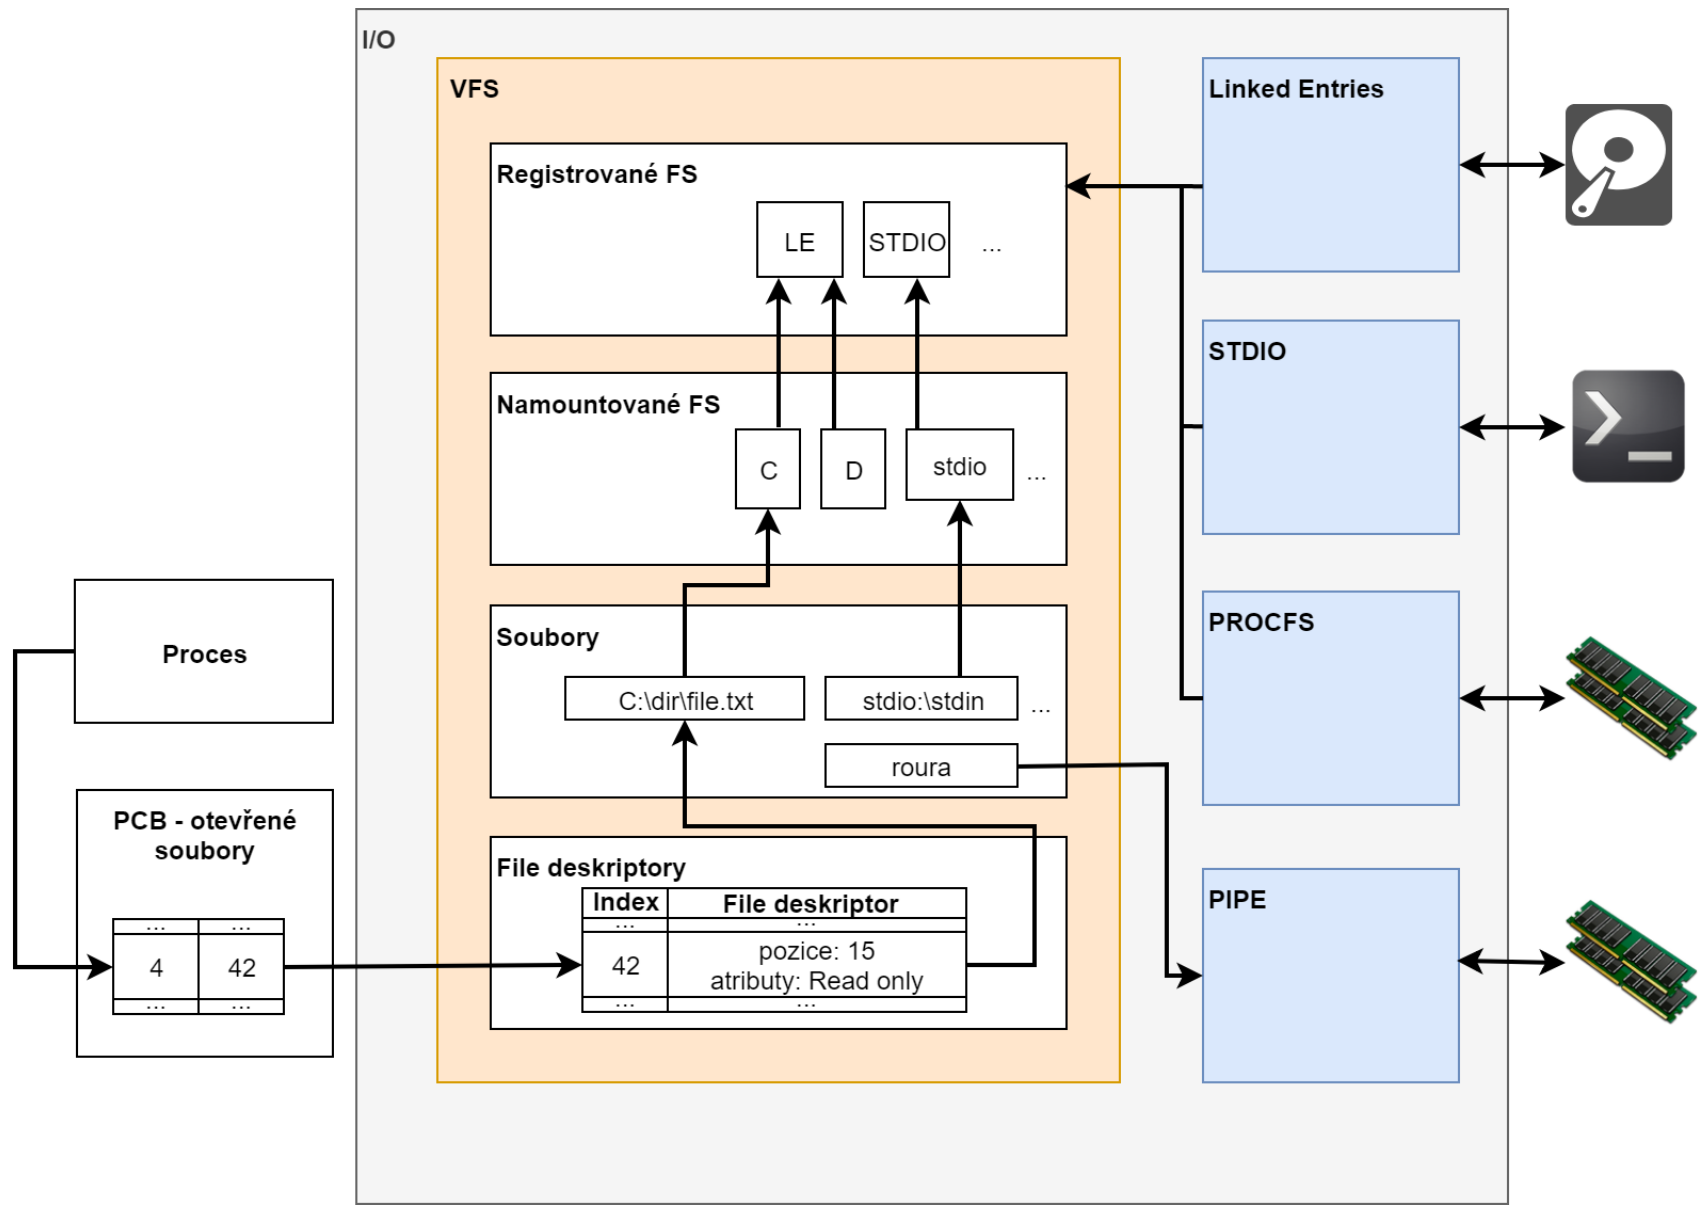 I/O
VFS
Registrované FS
LE
STDIO
...
Namountované FS
C
D
stdio
...
Soubory
C:\dir\file.txt
stdio:\stdin
...
roura
File deskriptory
Index
File deskriptor
...
...
42
pozice: 15
atributy: Read only
...
...
Proces
PCB - otevřené
soubory
...
...
4
42
...
...
Linked Entries
STDIO
PROCFS
PIPE